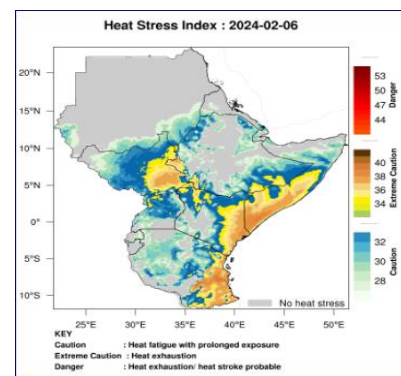 Heat Stress Index : 2024-02-06
20°N
15°N
10°N
5°N
0°
5°S
10°S
25°E 30°E 35°E 40°E 45°E 50°E
No heat stress
53
50
47
44
Danger
40
38
36
34
Extreme Caution
32
30
28
Caution
KEY
Caution : Heat fatigue with prolonged exposure
Extreme Caution : Heat exhaustion
Danger : Heat exhaustion/ heat stroke probable